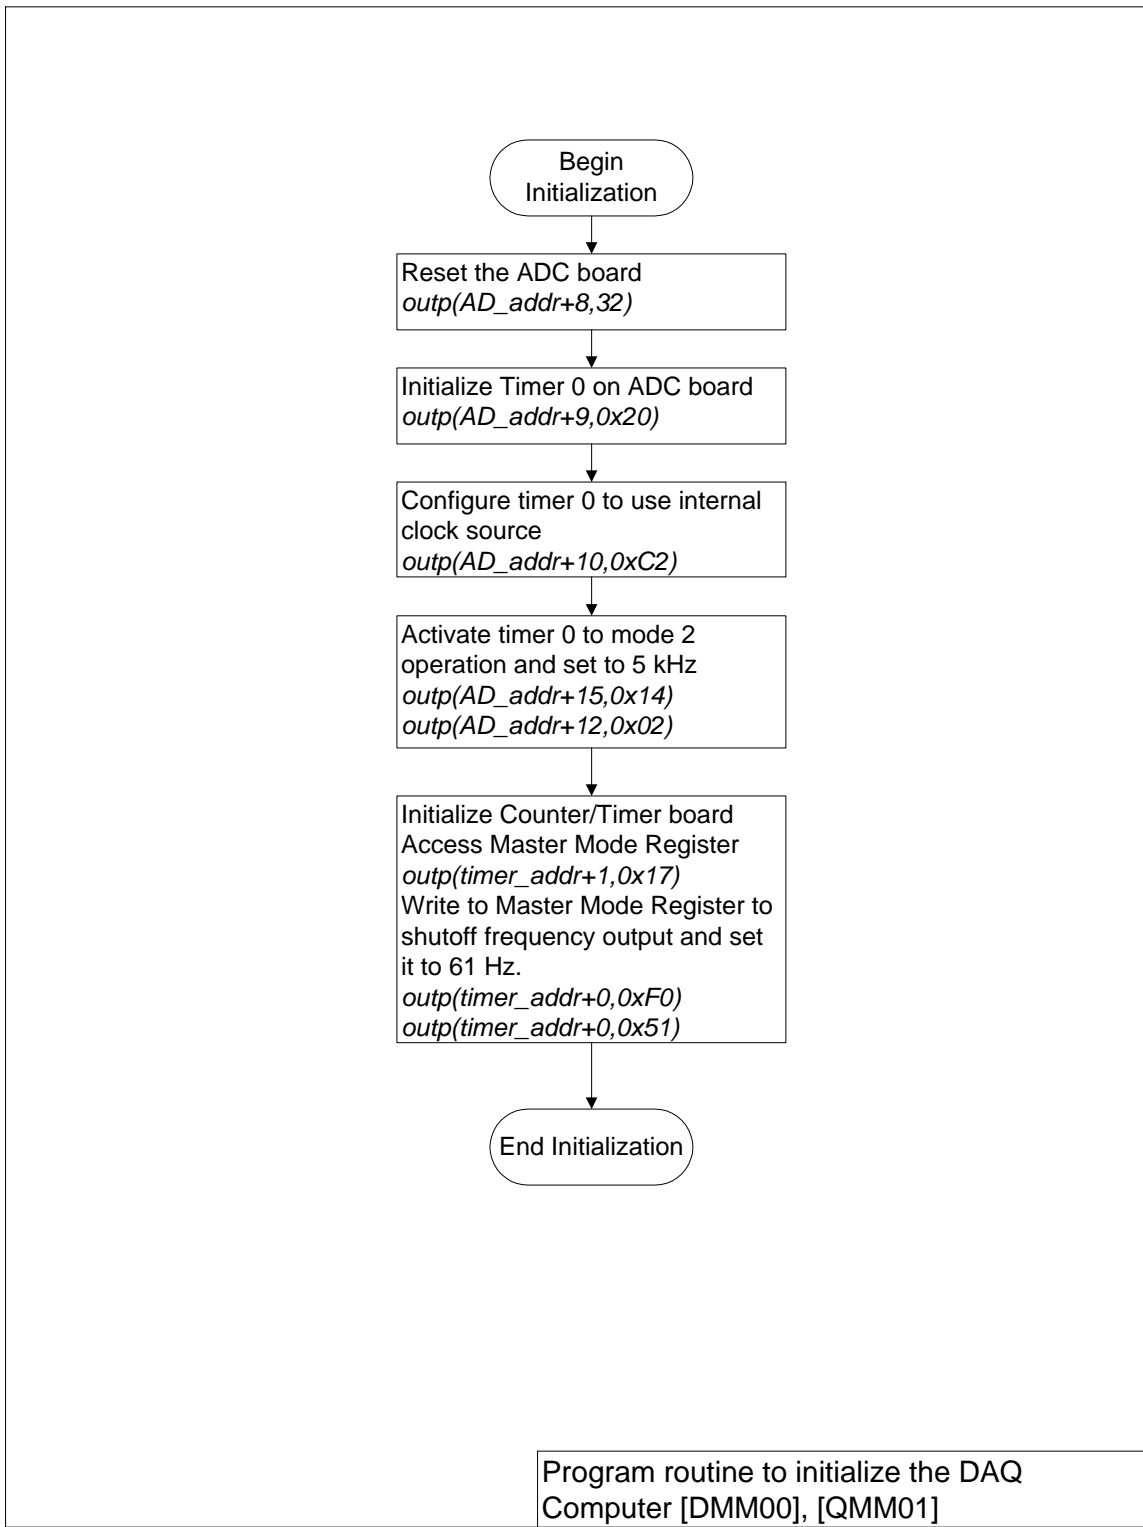 Begin
Initialization
Reset the ADC board
outp(AD_addr+8,32)
Initialize Timer 0 on ADC board
outp(AD_addr+9,0x20)
Configure timer 0 to use internal
clock source
outp(AD_addr+10,0xC2)
Activate timer 0 to mode 2
operation and set to 5 kHz
outp(AD_addr+15,0x14)
outp(AD_addr+12,0x02)
Initialize Counter/Timer board
Access Master Mode Register
outp(timer_addr+1,0x17)
Write to Master Mode Register to
shutoff frequency output and set
it to 61 Hz.
outp(timer_addr+0,0xF0)
outp(timer_addr+0,0x51)
End Initialization
Program routine to initialize the DAQ
Computer [DMM00], [QMM01]